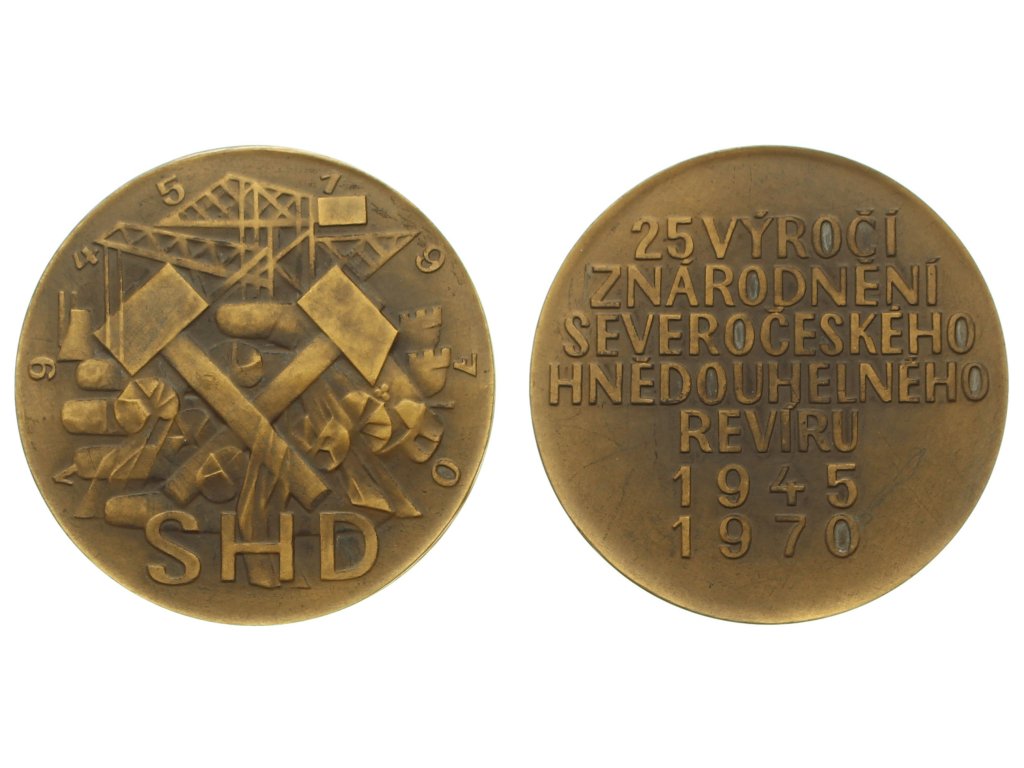 1945 1970
SHD
25 VÝROČÍ
ZNÁRODNĚNÍ
SEVEROČESKÉHO
HNĚDOUHELNÉHO
REVÍRU
1945
1970